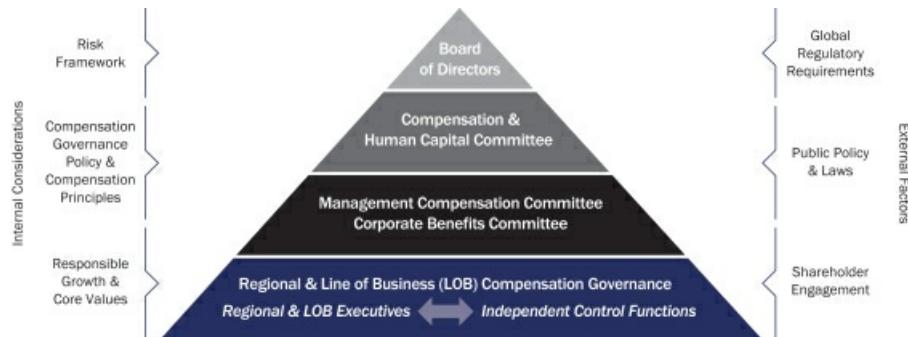 Internal Considerations
Risk
Framework
Compensation
Governance
Policy &
Compensation
Principles
Responsible
Growth &
Core Values
Board
of Directors
Compensation &
Human Capital Committee
Management Compensation Committee
Corporate Benefits Committee
Regional & Line of Business (LOB) Compensation Governance
Regional & LOB Executives
Independent Control Functions
Global
Regulatory
Requirements
Public Policy
& Laws
Shareholder
Engagement
External Factors